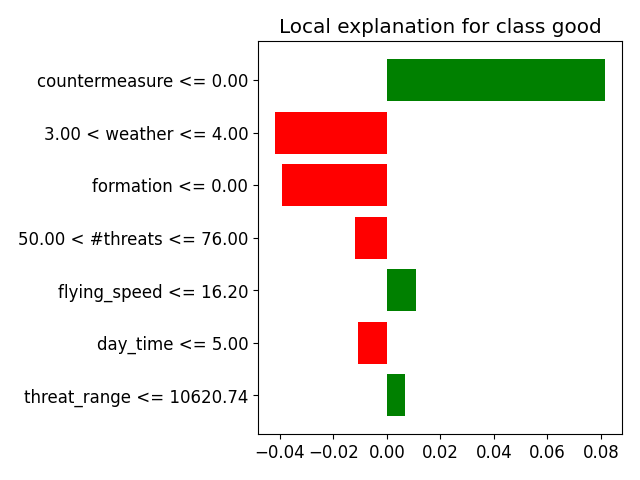 Local explanation for class good
countermeasure <= 0.00
3.00 < weather <= 4.00
formation <= 0.00
50.00 < #threats <= 76.00
flying_speed <= 16.20
day_time <= 5.00
threat_range <= 10620.74
−0.04 −0.02 0.00 0.02 0.04 0.06 0.08